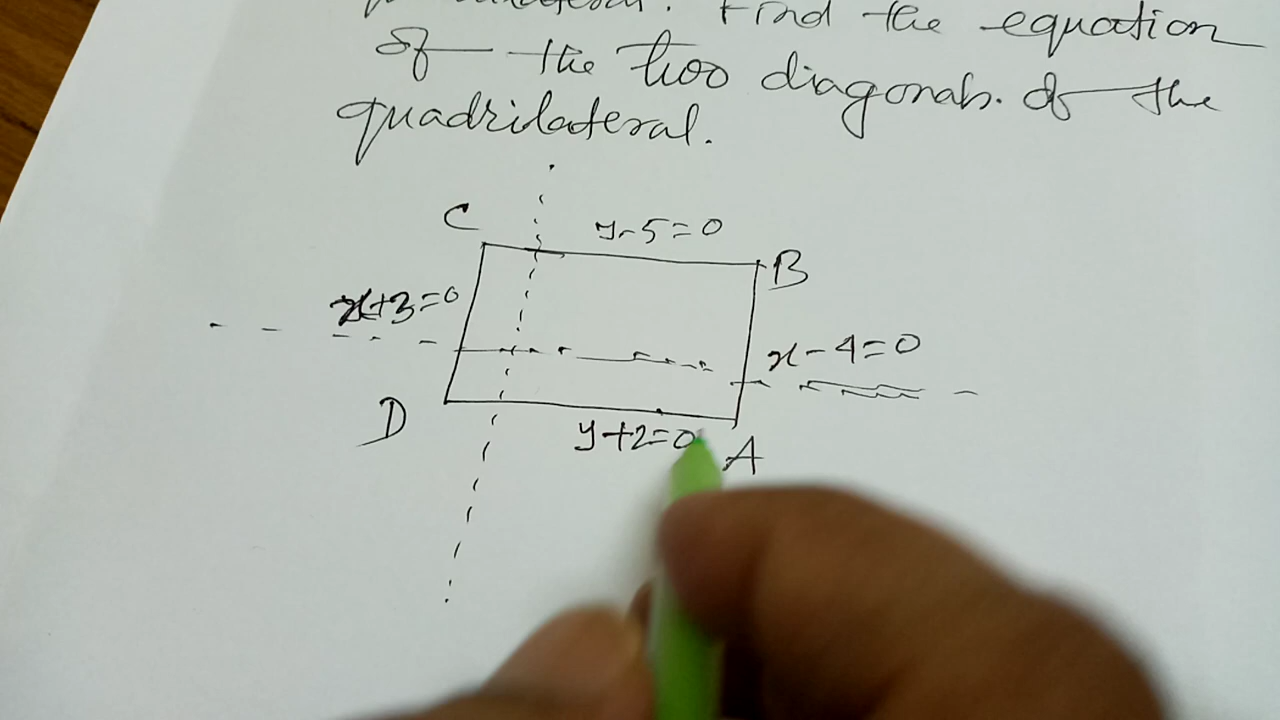 Find the equation
of the two diagonals. of the
quadrilateral.
C y-5=0 B
x+3=0
x-4=0
D y+2=0 A